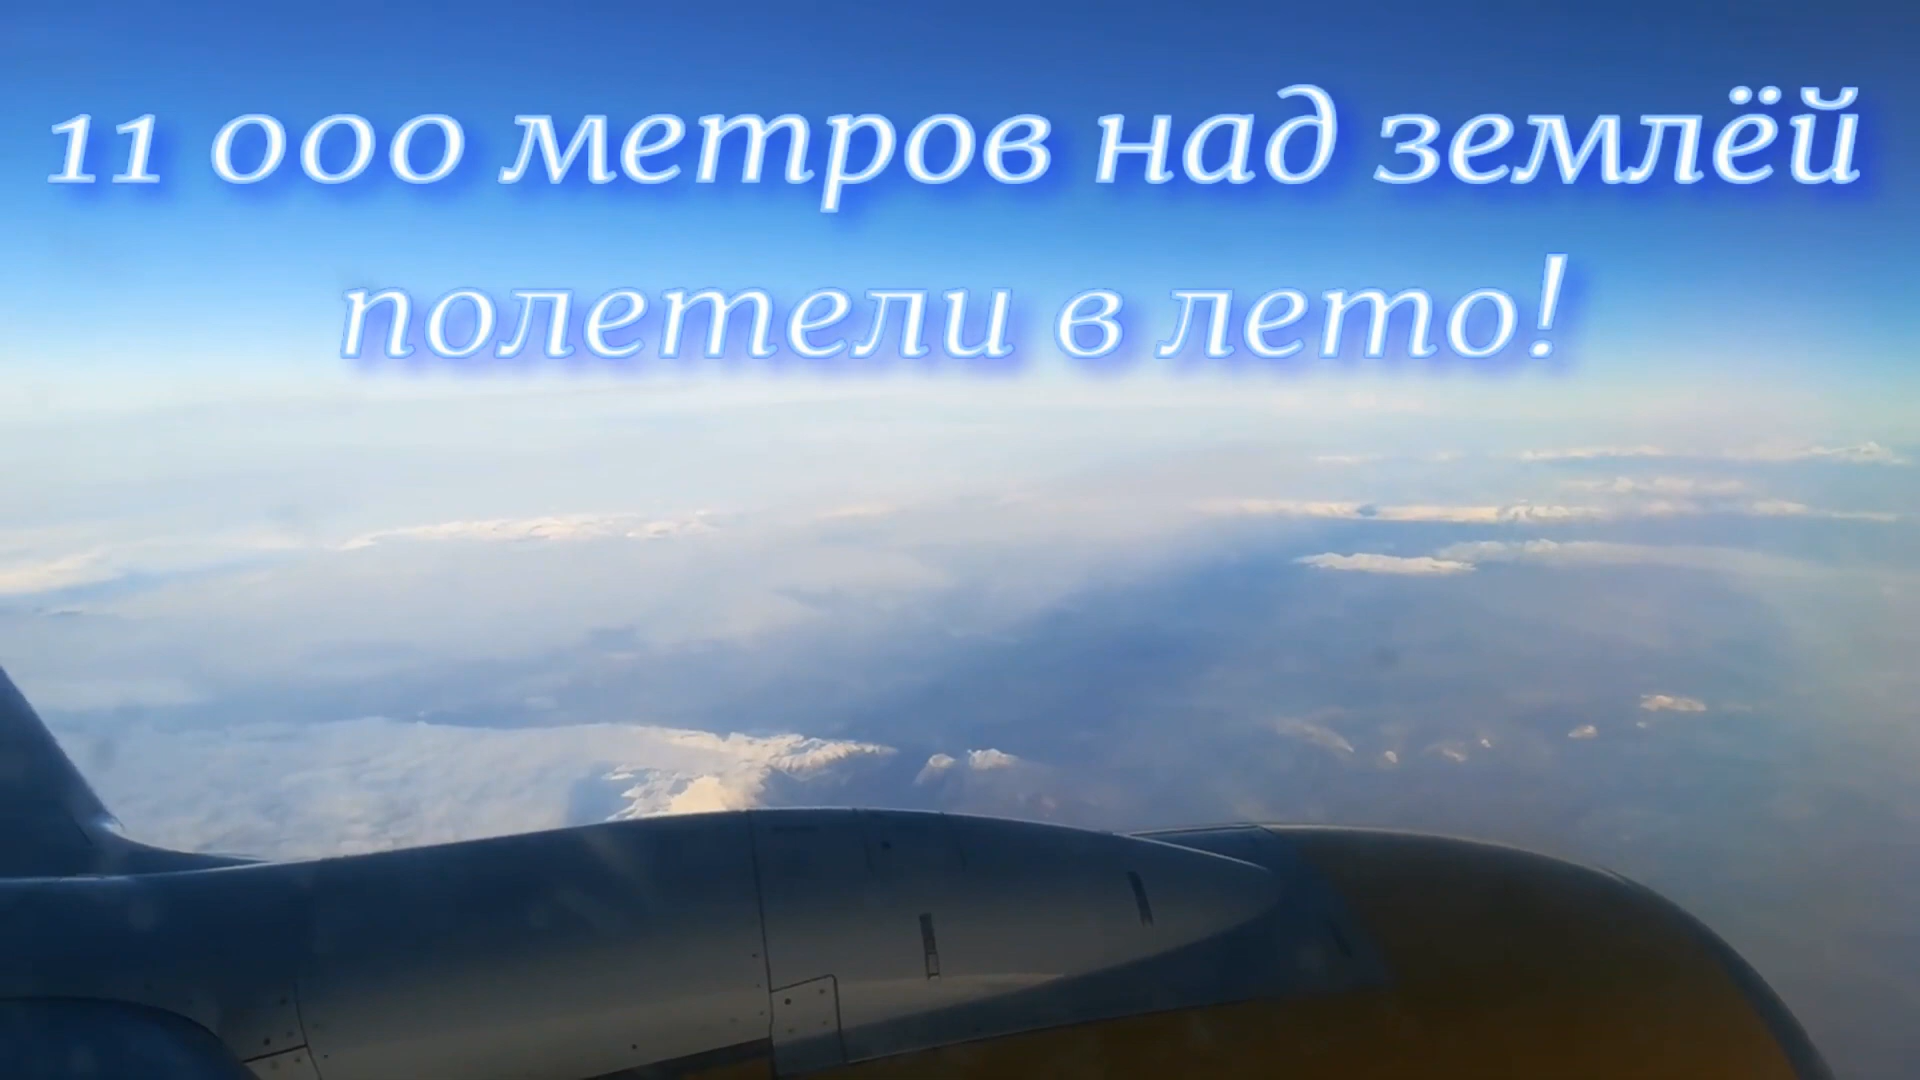 11 000 метров над землёй
полетели в лето!